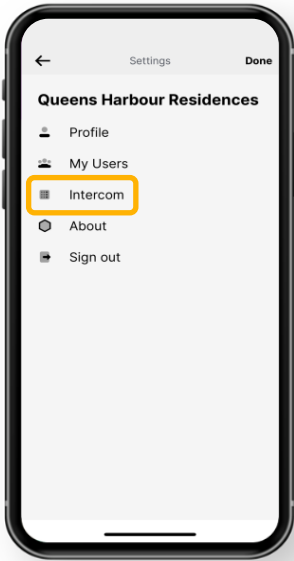 Settings
Done
Queens Harbour Residences
Profile
My Users
Intercom
About
Sign out